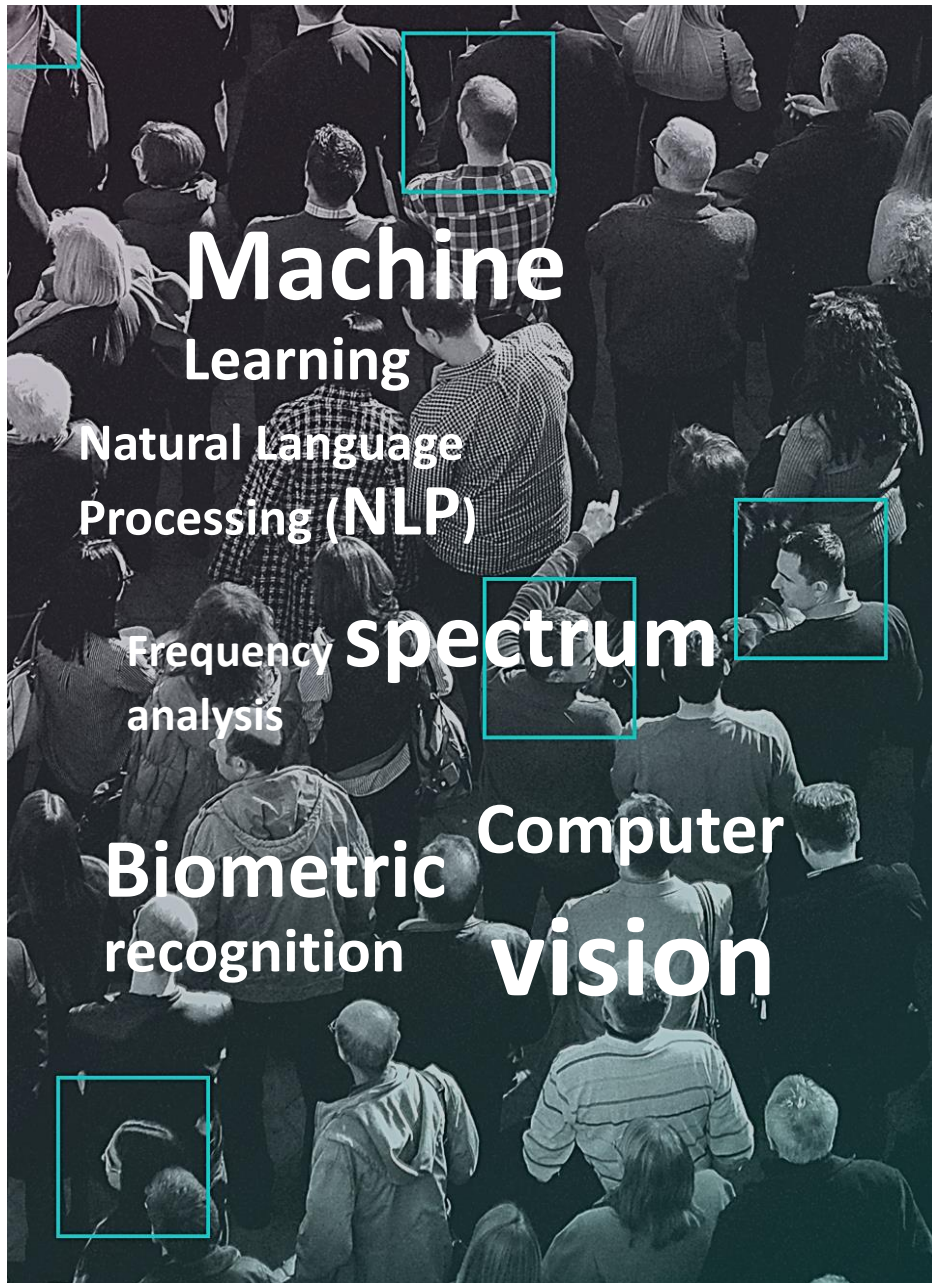 Machine
Learning
Natural Language
Processing (NLP)
Frequency spectrum
analysis
Computer
Biometric
vision
recognition